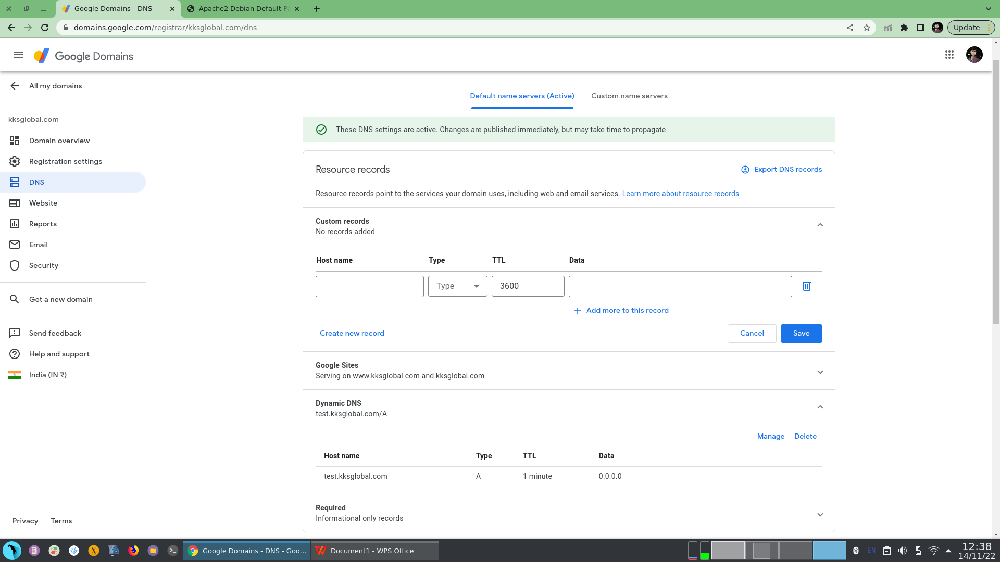 Google Domains - DNS
Apache2 Debian Default P
domains.google.com/registrar/kksglobal.com/dns
Update
Google Domains
All my domains
kksglobal.com
Domain overview
Registration settings
DNS
Website
Reports
Email
Security
Get a new domain
Send feedback
Help and support
India (IN ₹)
Privacy Terms
Default name servers (Active) Custom name servers
These DNS settings are active. Changes are published immediately, but may take time to propagate
Resource records
Export DNS records
Resource records point to the services your domain uses, including web and email services. Learn more about resource records
Custom records
No records added
Host name Type TTL Data
Type 3600
Add more to this record
Create new record
Cancel Save
Google Sites
Serving on www.kksglobal.com and kksglobal.com
Dynamic DNS
test.kksglobal.com/A
Manage Delete
Host name Type TTL Data
test.kksglobal.com A 1 minute 0.0.0.0
Required
Informational only records
Google Domains - DNS - Goo...
Document1 - WPS Office
EN
12:38
14/11/22